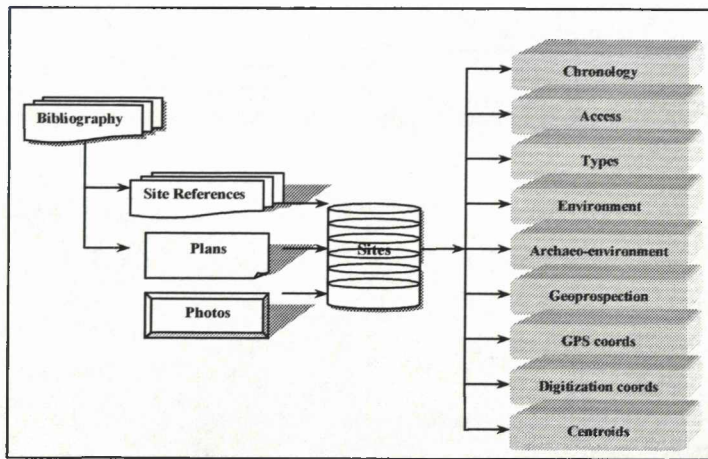 Bibliography
Site References
Plans
Photos
Sites
Chronology
Access
Types
Environment
Archaeo-environment
Geoprospection
GPS coords
Digitization coords
Centroids